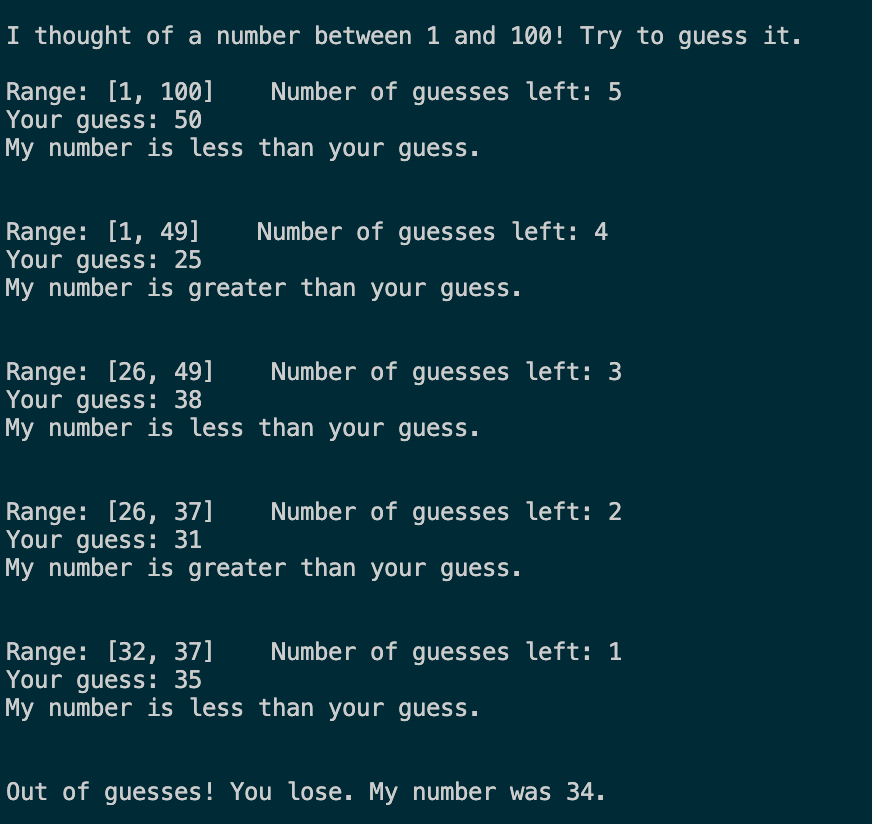 I thought of a number between 1 and 100! Try to guess it.
Range: [1, 100]    Number of guesses left: 5
Your guess: 50
My number is less than your guess.
Range: [1, 49]    Number of guesses left: 4
Your guess: 25
My number is greater than your guess.
Range: [26, 49]    Number of guesses left: 3
Your guess: 38
My number is less than your guess.
Range: [26, 37]    Number of guesses left: 2
Your guess: 31
My number is greater than your guess.
Range: [32, 37]    Number of guesses left: 1
Your guess: 35
My number is less than your guess.
Out of guesses! You lose. My number was 34.